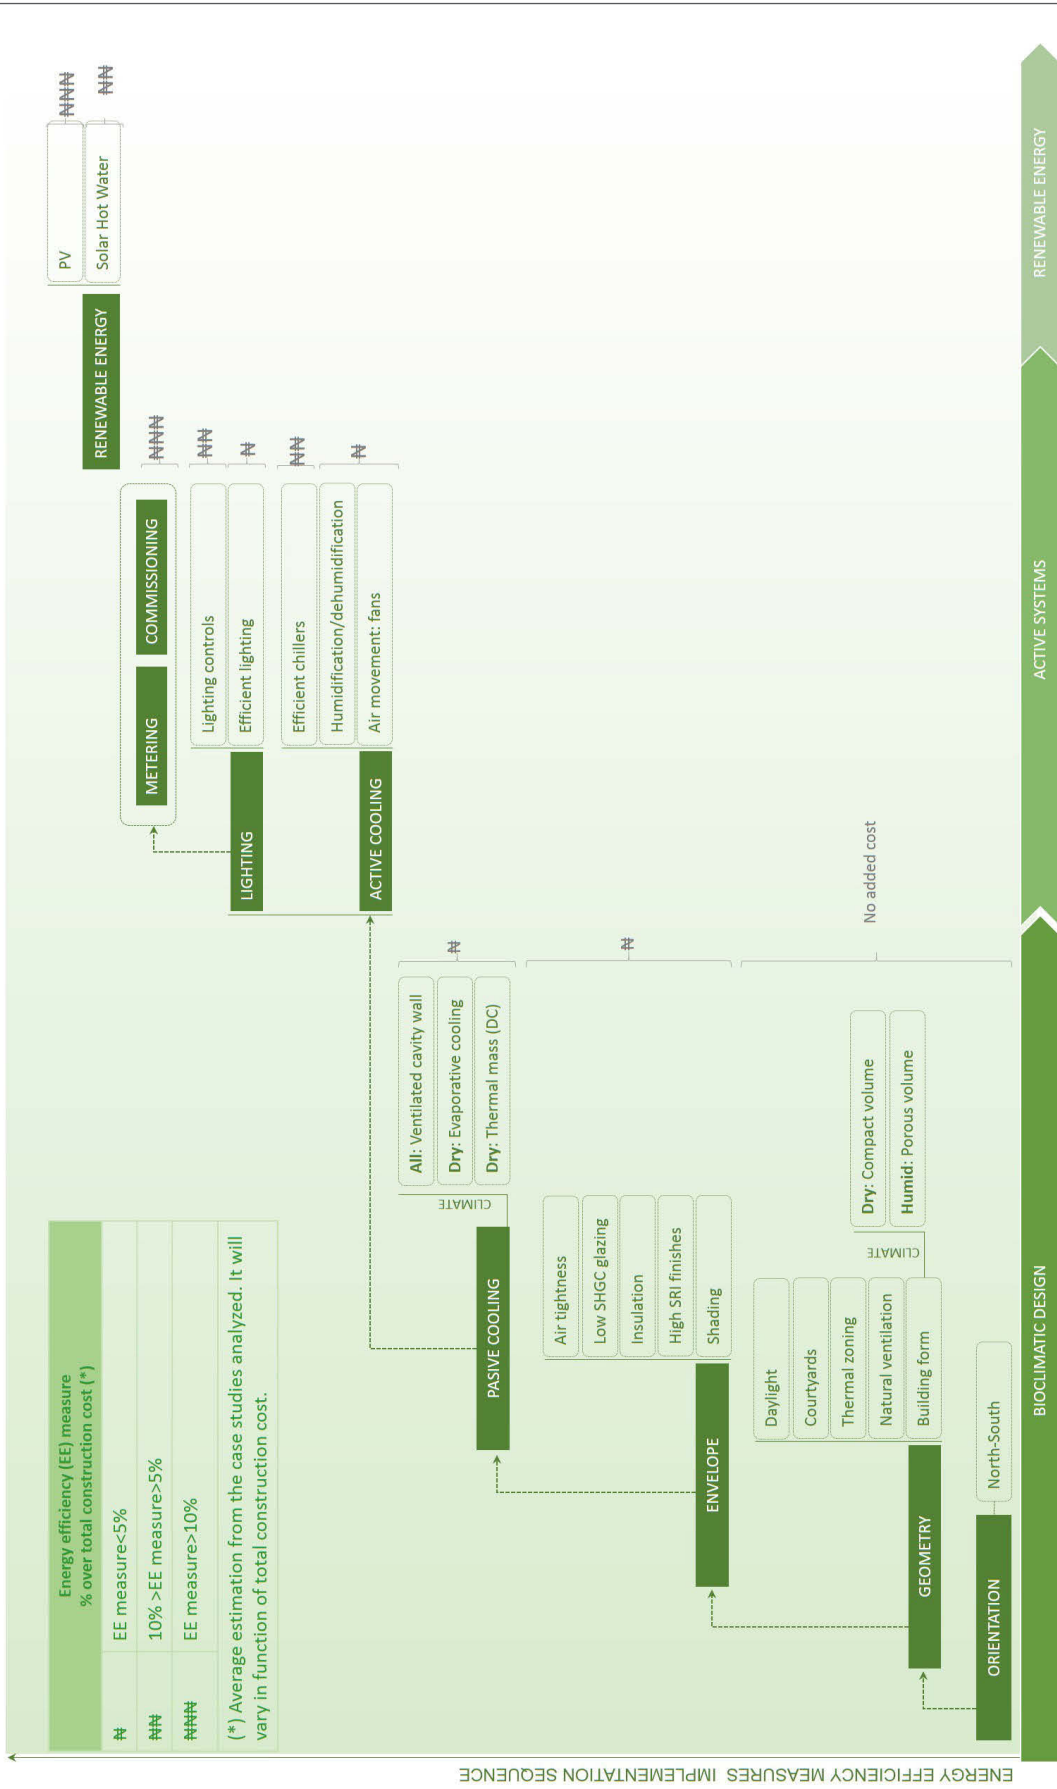 ENERGY EFFICIENCY MEASURES IMPLEMENTATION SEQUENCE
Energy efficiency (EE) measure
% over total construction cost (*)
₦ EE measure<5%
₦₦ 10% >EE measure>5%
₦₦₦ EE measure>10%
(*) Average estimation from the case studies analyzed. It will
vary in function of total construction cost.
RENEWABLE ENERGY
PV
₦₦₦
Solar Hot Water
₦₦
METERING
COMMISSIONING
₦₦₦
LIGHTING
Lighting controls
₦₦
Efficient lighting
₦
ACTIVE COOLING
Efficient chillers
₦₦
Humidification/dehumidification
Air movement: fans
₦
PASIVE COOLING
CLIMATE
All: Ventilated cavity wall
Dry: Evaporative cooling
Dry: Thermal mass (DC)
₦
ENVELOPE
Air tightness
Low SHGC glazing
Insulation
High SRI finishes
Shading
₦
GEOMETRY
Daylight
Courtyards
Thermal zoning
Natural ventilation
Building form
CLIMATE
Dry: Compact volume
Humid: Porous volume
No added cost
ORIENTATION
North-South
BIOCLIMATIC DESIGN
ACTIVE SYSTEMS
RENEWABLE ENERGY